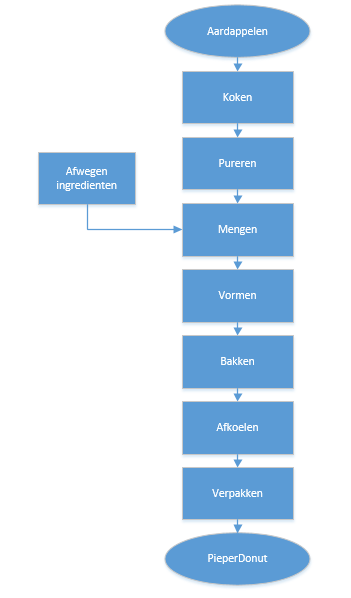 Aardappelen
Koken
Pureren
Afwegen
ingredienten
Mengen
Vormen
Bakken
Afkoelen
Verpakken
PieperDonut